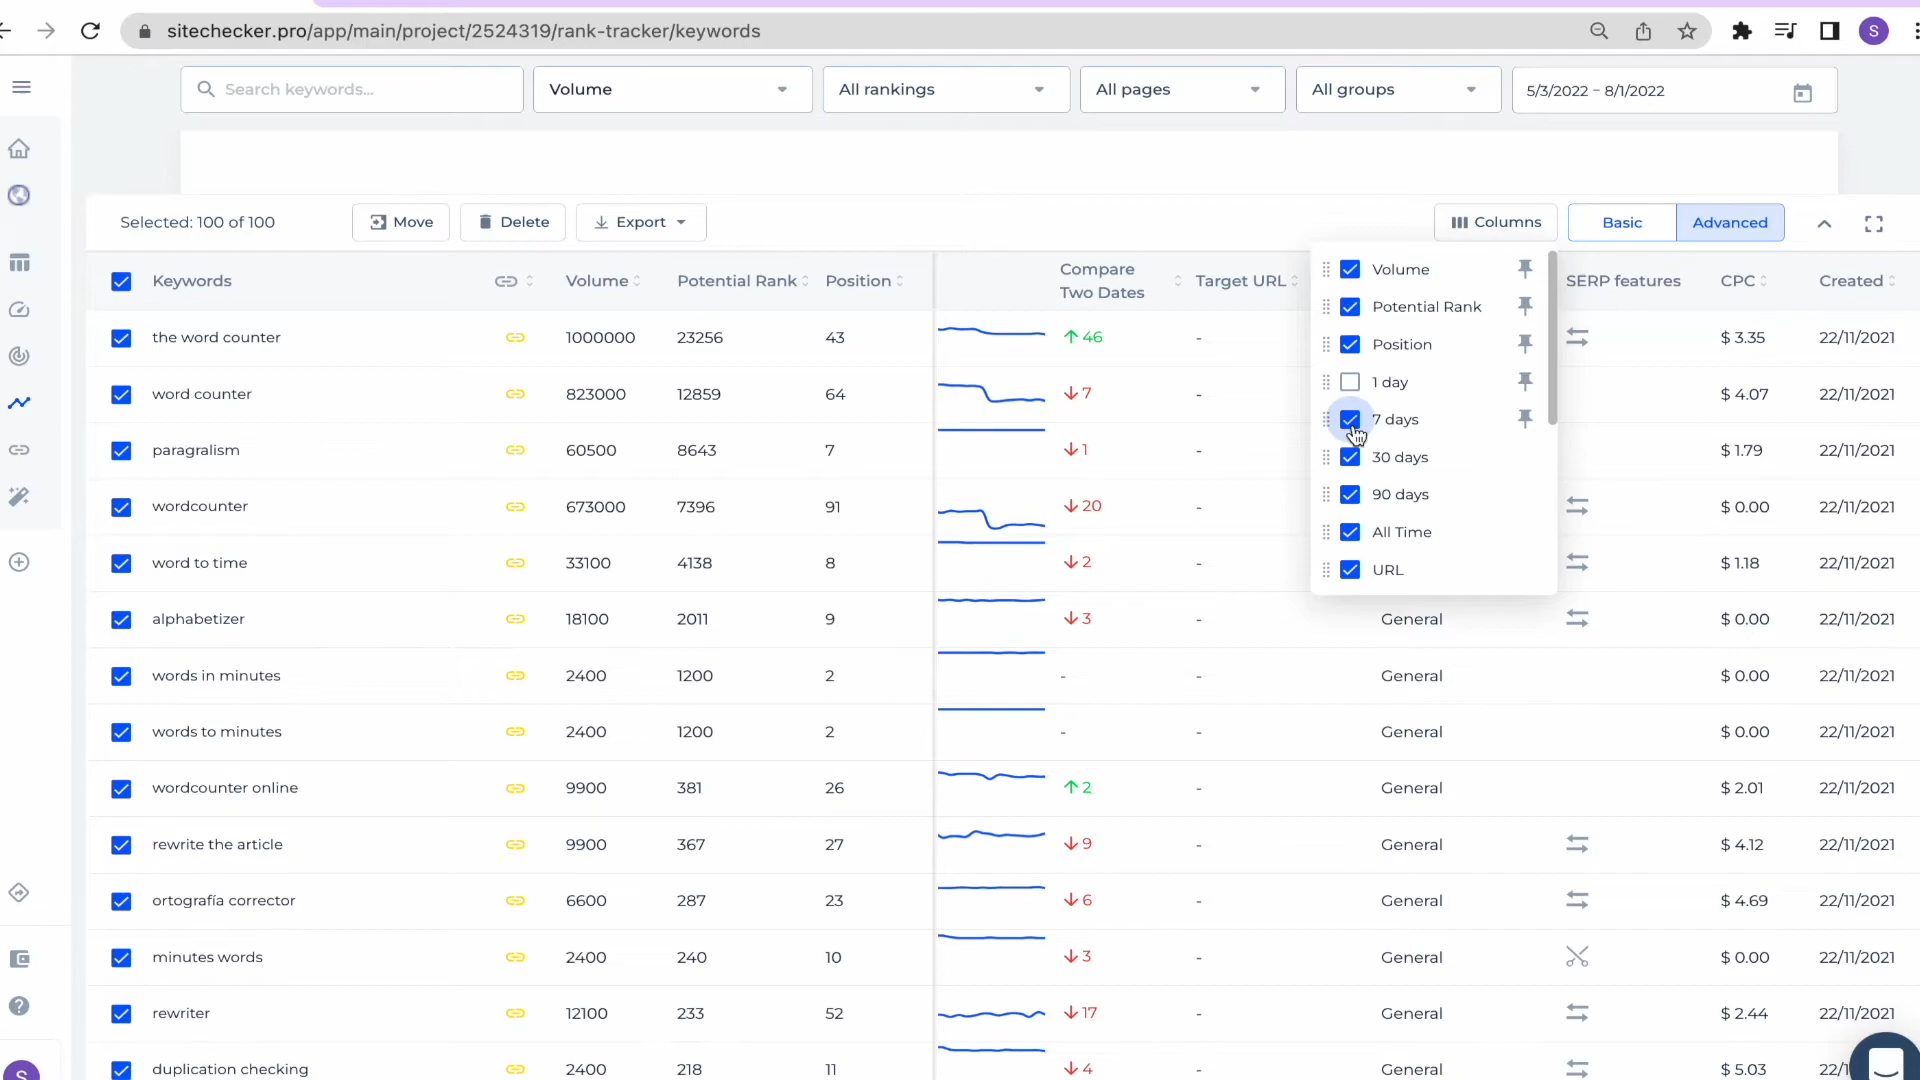 sitechecker.pro/app/main/project/2524319/rank-tracker/keywords
S
Search keywords...
Volume
All rankings
All pages
All groups
5/3/2022 – 8/1/2022
Selected: 100 of 100
Move
Delete
Export
Columns
Basic
Advanced
Keywords
Volume
Potential Rank
Position
Compare
Two Dates
Target URL
SERP features
CPC
Created
Volume
Potential Rank
Position
1 day
7 days
30 days
90 days
All Time
URL
the word counter 1000000 23256 43 46 - $ 3.35 22/11/2021
word counter 823000 12859 64 7 - $ 4.07 22/11/2021
paragralism 60500 8643 7 1 - $ 1.79 22/11/2021
wordcounter 673000 7396 91 20 - $ 0.00 22/11/2021
word to time 33100 4138 8 2 - $ 1.18 22/11/2021
alphabetizer 18100 2011 9 3 - General $ 0.00 22/11/2021
words in minutes 2400 1200 2 - - General $ 0.00 22/11/2021
words to minutes 2400 1200 2 - - General $ 0.00 22/11/2021
wordcounter online 9900 381 26 2 - General $ 2.01 22/11/2021
rewrite the article 9900 367 27 9 - General $ 4.12 22/11/2021
ortografía corrector 6600 287 23 6 - General $ 4.69 22/11/2021
minutes words 2400 240 10 3 - General $ 0.00 22/11/2021
rewriter 12100 233 52 17 - General $ 2.44 22/11/2021
duplication checking 2400 218 11 4 - General $ 5.03 22/1
S